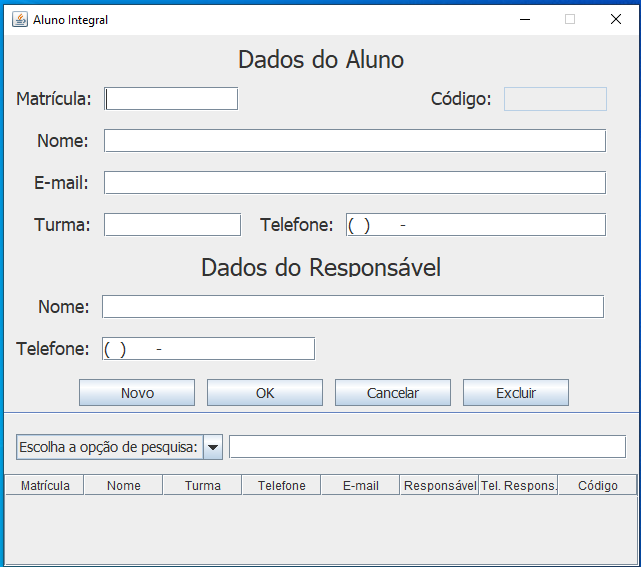 Aluno Integral
Dados do Aluno
Matrícula: Código:
Nome:
E-mail:
Turma: Telefone: ( ) -
Dados do Responsável
Nome:
Telefone: ( ) -
Novo OK Cancelar Excluir
Escolha a opção de pesquisa:
Matrícula Nome Turma Telefone E-mail Responsável Tel. Respons. Código